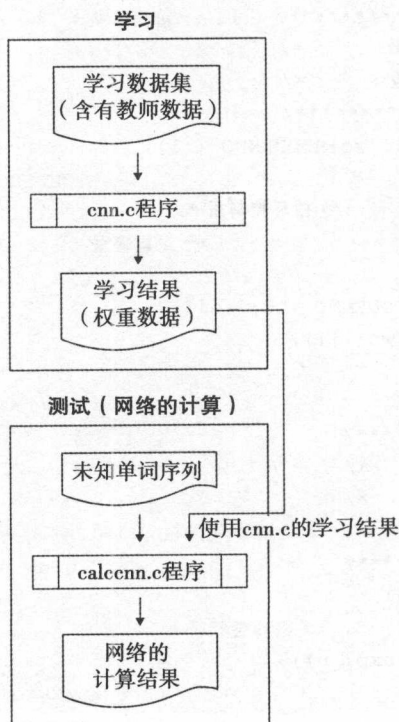 学习
学习数据集
（含有教师数据）
cnn.c程序
学习结果
（权重数据）
测试（网络的计算）
未知单词序列
使用cnn.c的学习结果
calccnn.c程序
网络的
计算结果